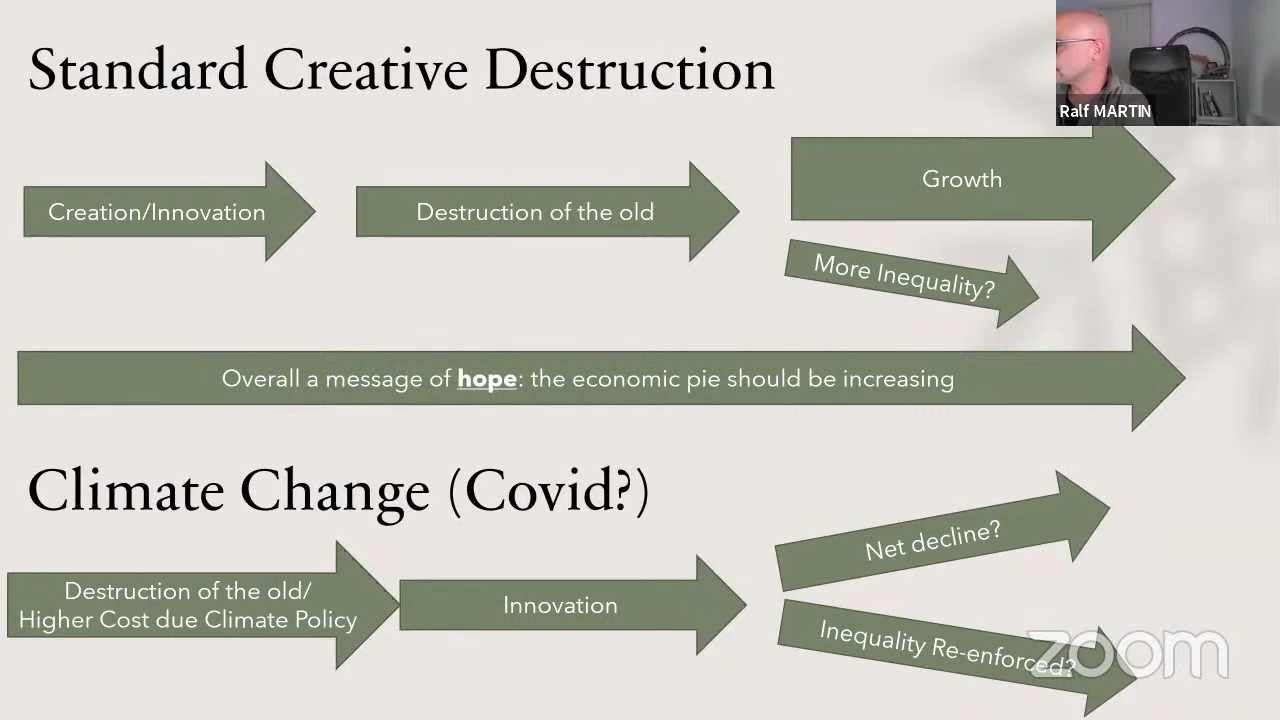 Standard Creative Destruction
Ralf MARTIN
Creation/Innovation
Destruction of the old
Growth
More Inequality?
Overall a message of hope: the economic pie should be increasing
Climate Change (Covid?)
Destruction of the old/
Higher Cost due Climate Policy
Innovation
Net decline?
Inequality Re-enforced?
zoom